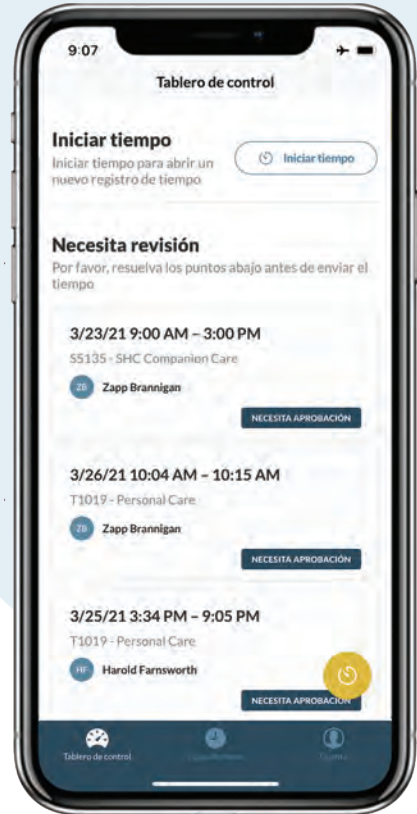 9:07
Tablero de control
Iniciar tiempo
Iniciar tiempo para abrir un
nuevo registro de tiempo
Iniciar tiempo
Necesita revisión
Por favor, resuelva los puntos abajo antes de enviar el
tiempo
3/23/21 9:00 AM – 3:00 PM
S5135 - SHC Companion Care
ZB Zapp Brannigan
NECESITA APROBACIÓN
3/26/21 10:04 AM – 10:15 AM
T1019 - Personal Care
ZB Zapp Brannigan
NECESITA APROBACIÓN
3/25/21 3:34 PM – 9:05 PM
T1019 - Personal Care
HF Harold Farnsworth
NECESITA APROBACIÓN
Tablero de control
Cuenta